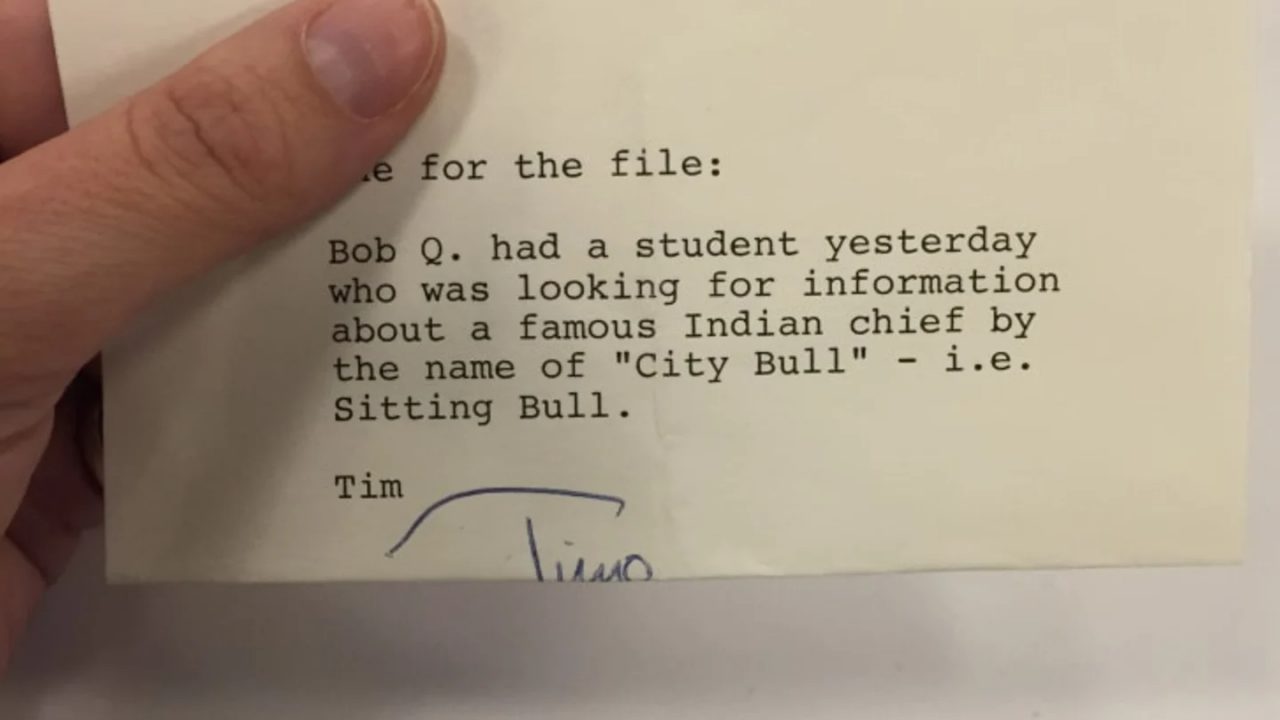 for the file:
Bob Q. had a student yesterday
who was looking for information
about a famous Indian chief by
the name of "City Bull" - i.e.
Sitting Bull.
Tim